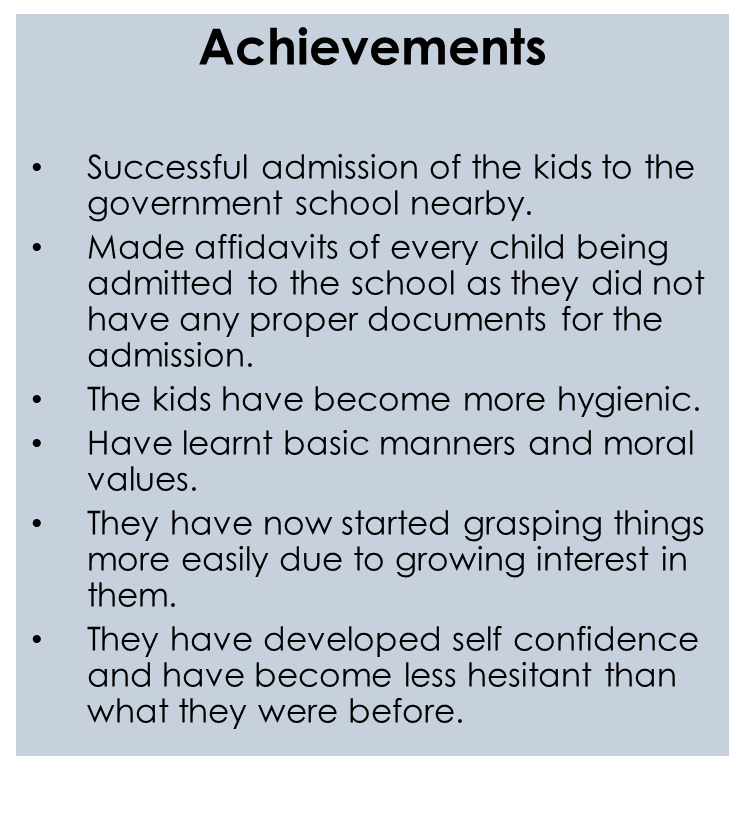 Achievements
• Successful admission of the kids to the
government school nearby.
• Made affidavits of every child being
admitted to the school as they did not
have any proper documents for the
admission.
• The kids have become more hygienic.
• Have learnt basic manners and moral
values.
• They have now started grasping things
more easily due to growing interest in
them.
• They have developed self confidence
and have become less hesitant than
what they were before.